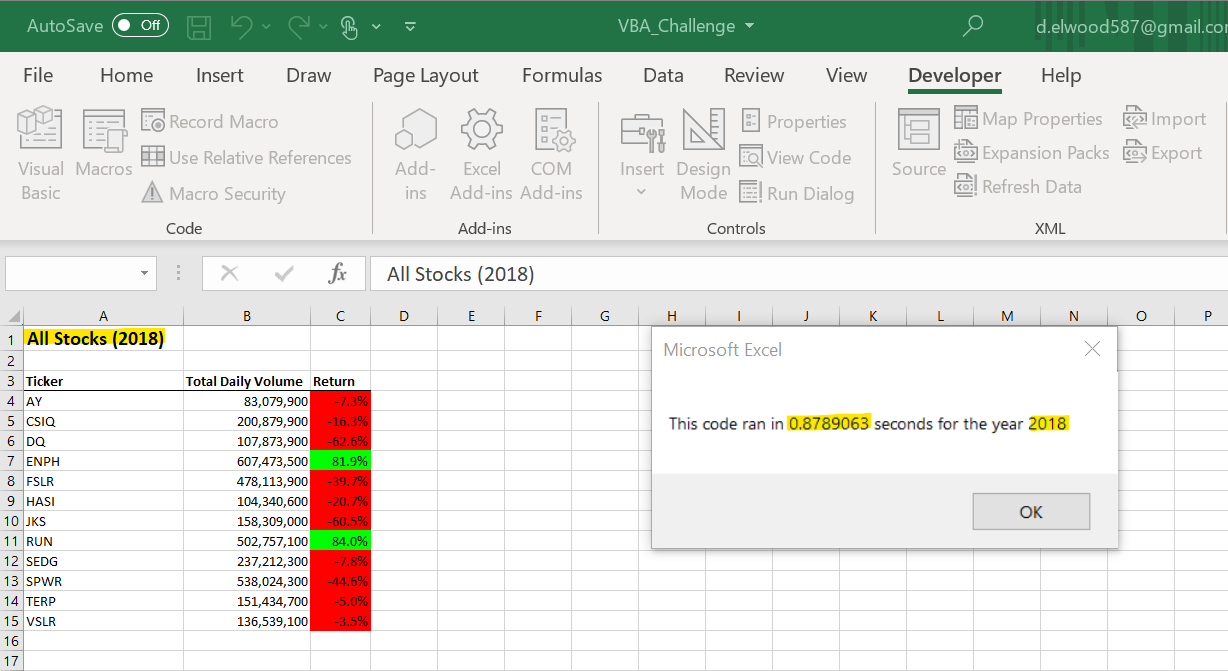 AutoSave Off VBA_Challenge d.elwood587@gmail.co
File Home Insert Draw Page Layout Formulas Data Review View Developer Help
Visual Basic
Macros
Record Macro
Use Relative References
Macro Security
Code
Add-ins
Excel Add-ins
COM Add-ins
Add-ins
Insert
Design Mode
Properties
View Code
Run Dialog
Controls
Source
Map Properties
Expansion Packs
Refresh Data
Import
Export
XML
fx All Stocks (2018)
A B C D E F G H I J K L M N O P
1 All Stocks (2018)
2
3 Ticker Total Daily Volume Return
4 AY 83,079,900 -7.3%
5 CSIQ 200,879,900 -16.3%
6 DQ 107,873,900 -62.6%
7 ENPH 607,473,500 81.9%
8 FSLR 478,113,900 -39.7%
9 HASI 104,340,600 -20.7%
10 JKS 158,309,000 -60.5%
11 RUN 502,757,100 84.0%
12 SEDG 237,212,300 -7.8%
13 SPWR 538,024,300 -44.6%
14 TERP 151,434,700 -5.0%
15 VSLR 136,539,100 -3.5%
16
17
Microsoft Excel
This code ran in 0.8789063 seconds for the year 2018
OK